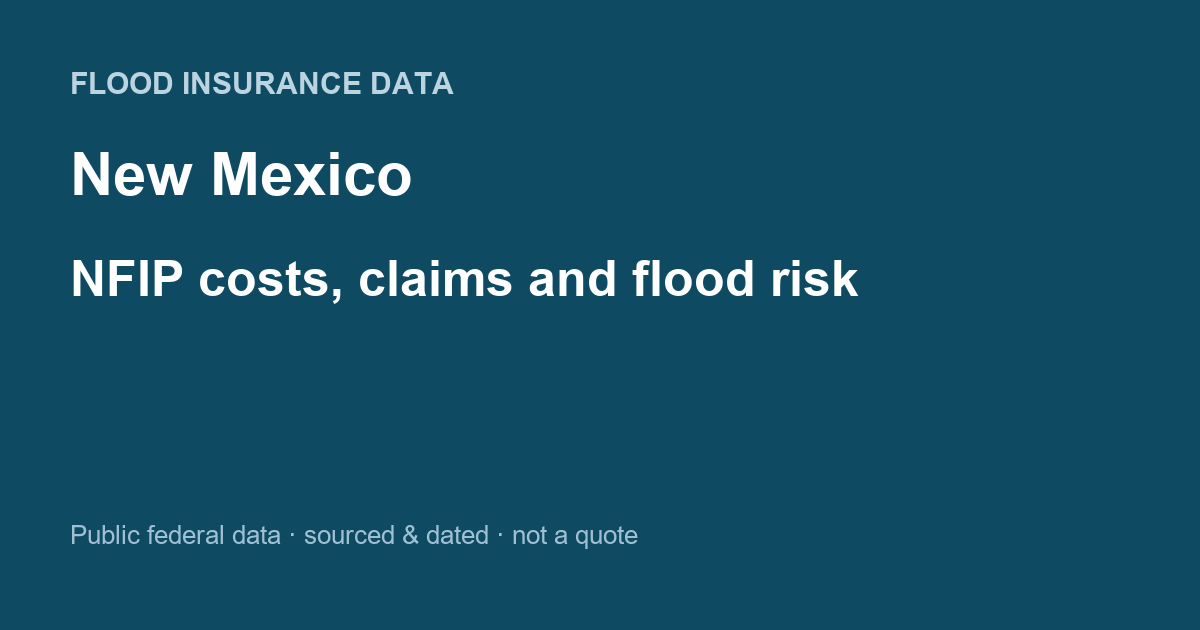 FLOOD INSURANCE DATA
New Mexico
NFIP costs, claims and flood risk
Public federal data · sourced & dated · not a quote